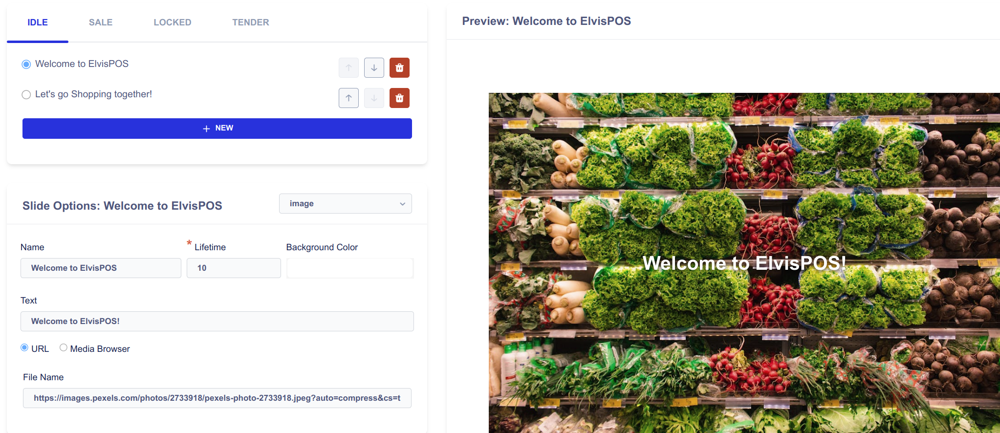 IDLE
SALE
LOCKED
TENDER
Welcome to ElvisPOS
Let's go Shopping together!
NEW
Slide Options: Welcome to ElvisPOS
image
Name
* Lifetime
Background Color
Welcome to ElvisPOS
10
Text
Welcome to ElvisPOS!
URL
Media Browser
File Name
https://images.pexels.com/photos/2733918/pexels-photo-2733918.jpeg?auto=compress&cs=t
Preview: Welcome to ElvisPOS
Welcome to ElvisPOS!